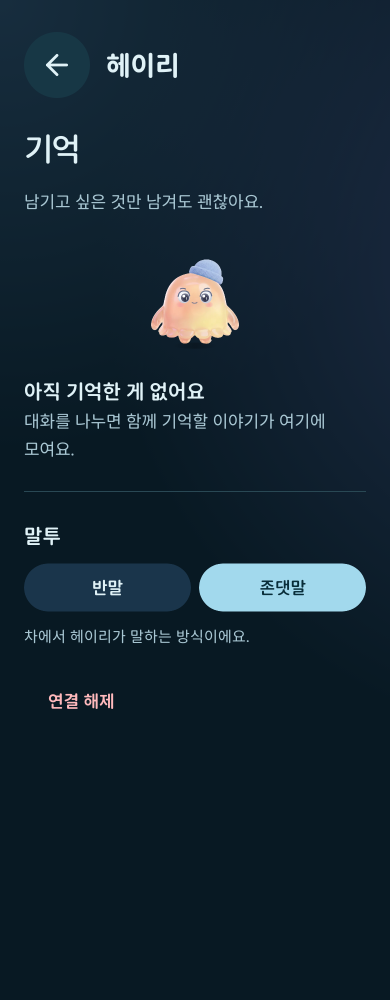 헤이리
기억
남기고 싶은 것만 남겨도 괜찮아요.
아직 기억한 게 없어요
대화를 나누면 함께 기억할 이야기가 여기에
모여요.
말투
반말
존댓말
차에서 헤이리가 말하는 방식이에요.
연결 해제